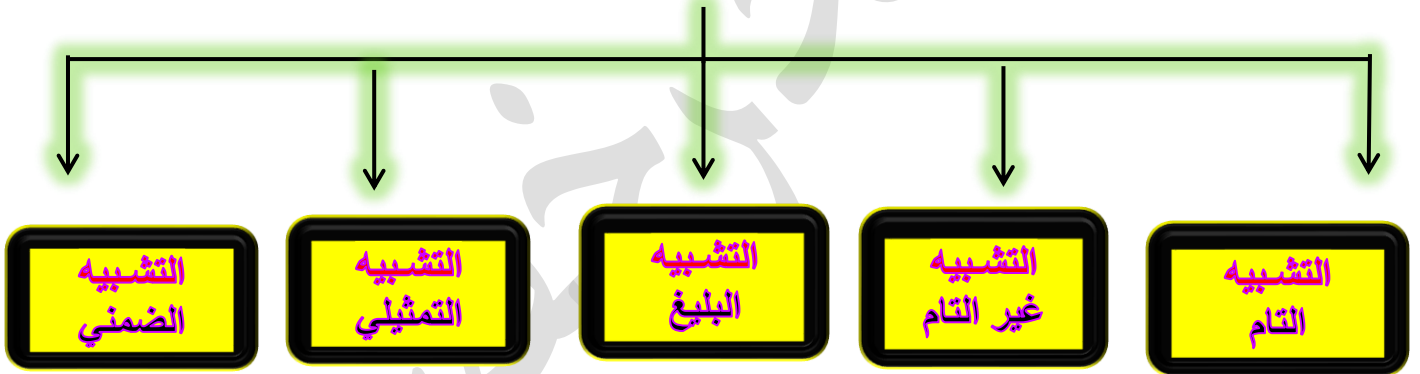 التشبيه
التام
التشبيه
غير التام
التشبيه
البليغ
التشبيه
التمثيلي
التشبيه
الضمني